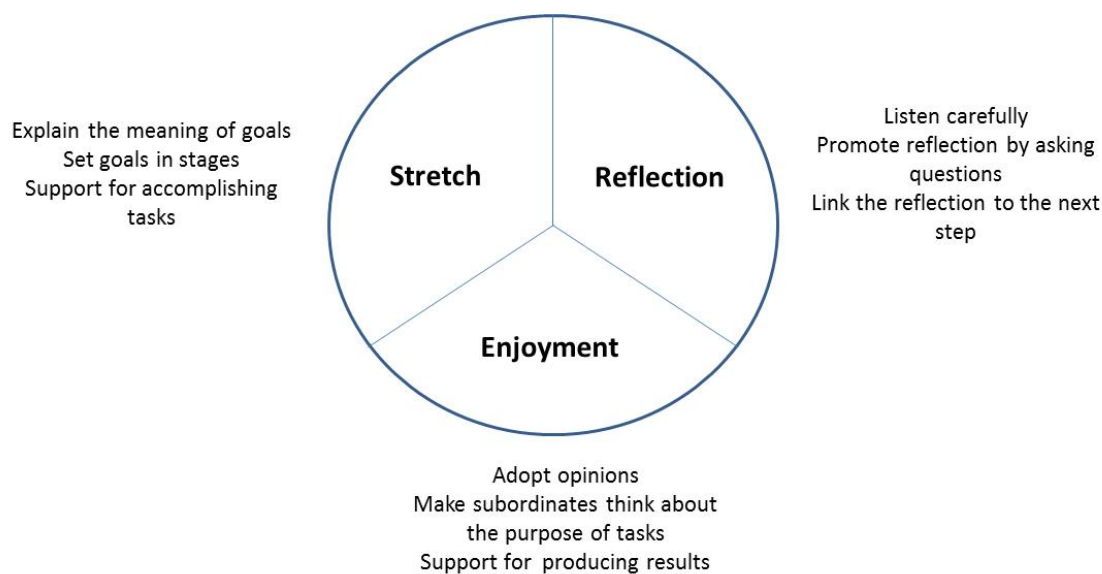 Explain the meaning of goals
Set goals in stages
Support for accomplishing
tasks
Stretch
Reflection
Listen carefully
Promote reflection by asking
questions
Link the reflection to the next
step
Enjoyment
Adopt opinions
Make subordinates think about
the purpose of tasks
Support for producing results